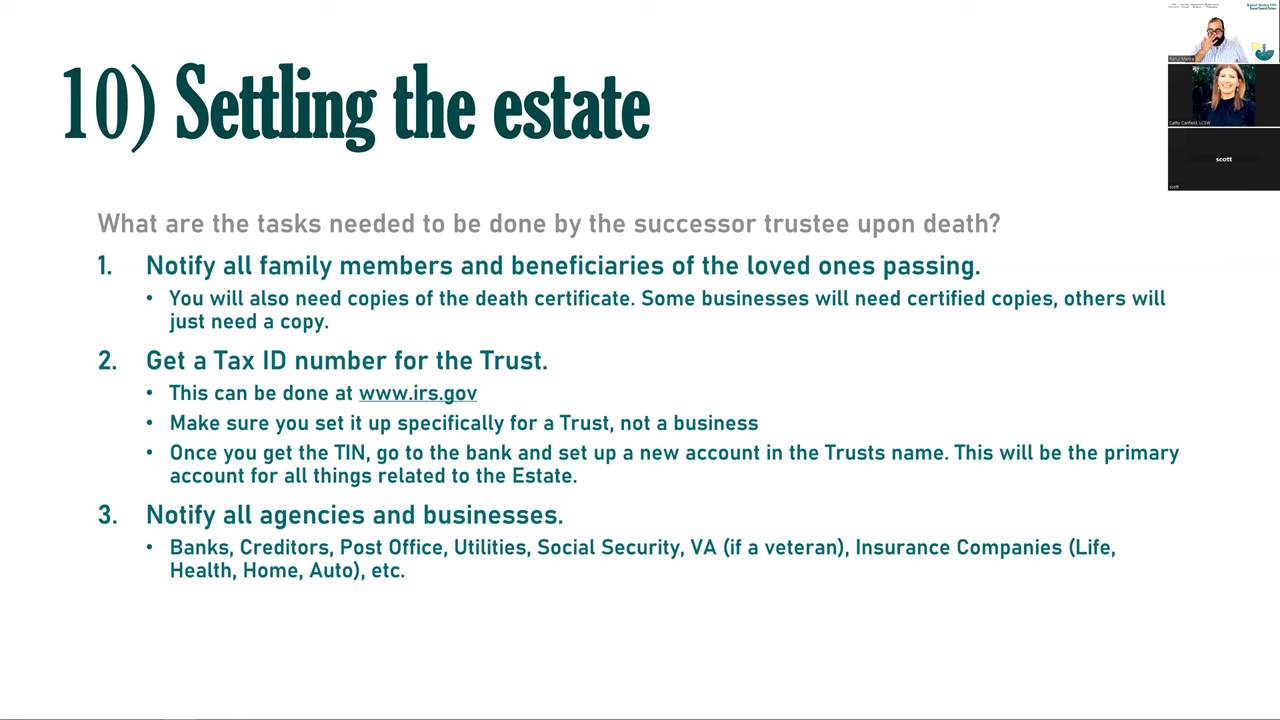 10) Settling the estate
What are the tasks needed to be done by the successor trustee upon death?
1. Notify all family members and beneficiaries of the loved ones passing.
• You will also need copies of the death certificate. Some businesses will need certified copies, others will
just need a copy.
2. Get a Tax ID number for the Trust.
• This can be done at www.irs.gov
• Make sure you set it up specifically for a Trust, not a business
• Once you get the TIN, go to the bank and set up a new account in the Trusts name. This will be the primary
account for all things related to the Estate.
3. Notify all agencies and businesses.
• Banks, Creditors, Post Office, Utilities, Social Security, VA (if a veteran), Insurance Companies (Life,
Health, Home, Auto), etc.
Cathy Canfield, LCSW
scott
scott